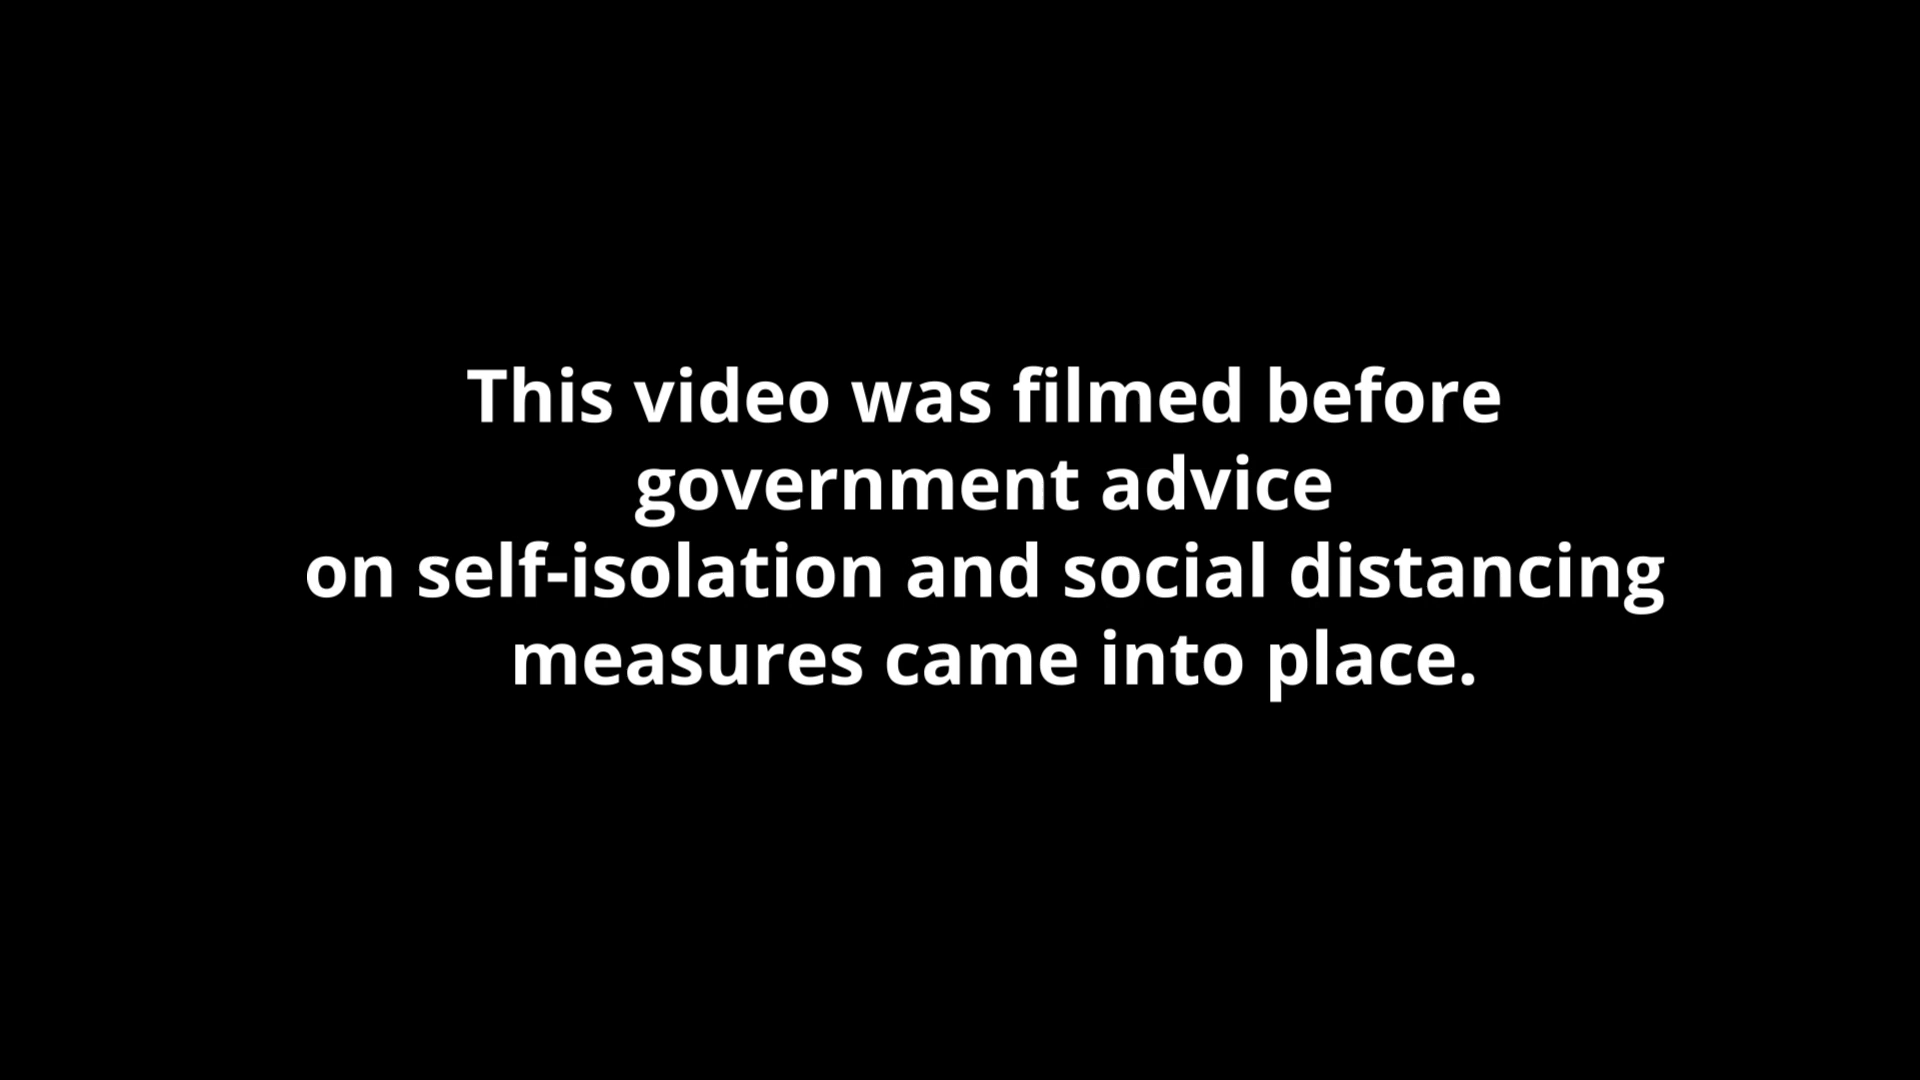 This video was filmed before
government advice
on self-isolation and social distancing
measures came into place.